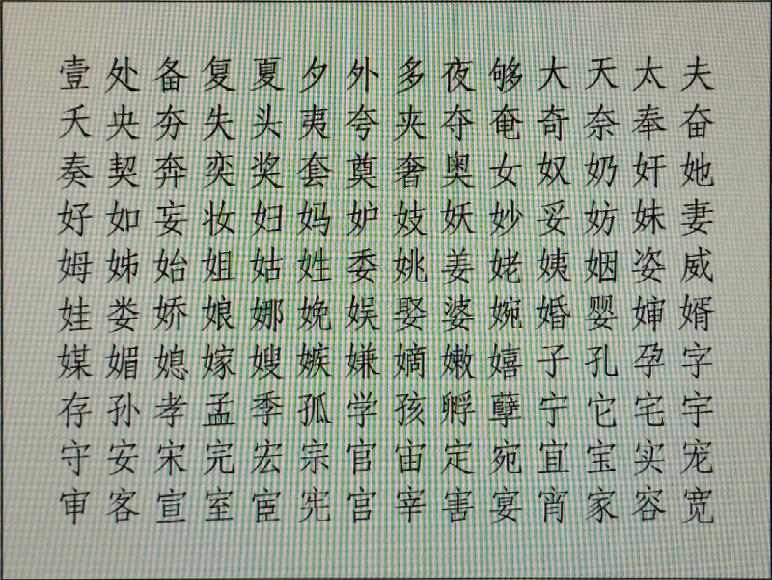 壹处备复夏夕外多夜够大天太夫
夭央夯失头夷夸夹夺奄奇奈奉奋
奏契奔奕奖套奠奢奥女奴奶奸她
好如妄妆妇妈妒妓妖妙妥妨妹妻
姆姊始姐姑姓委姚姜姥姨姻姿威
娃娄娇娘娜娩娱娶婆婉婚婴婶婿
媒媚媳嫁嫂嫉嫌嫡嫩嬉子孔孕字
存孙孝孟季孤学孩孵孽宁它宅宇
守安宋完宏宗官宙定宛宜宝实宠
审客宣室宦宪宫宰害宴宵家容宽